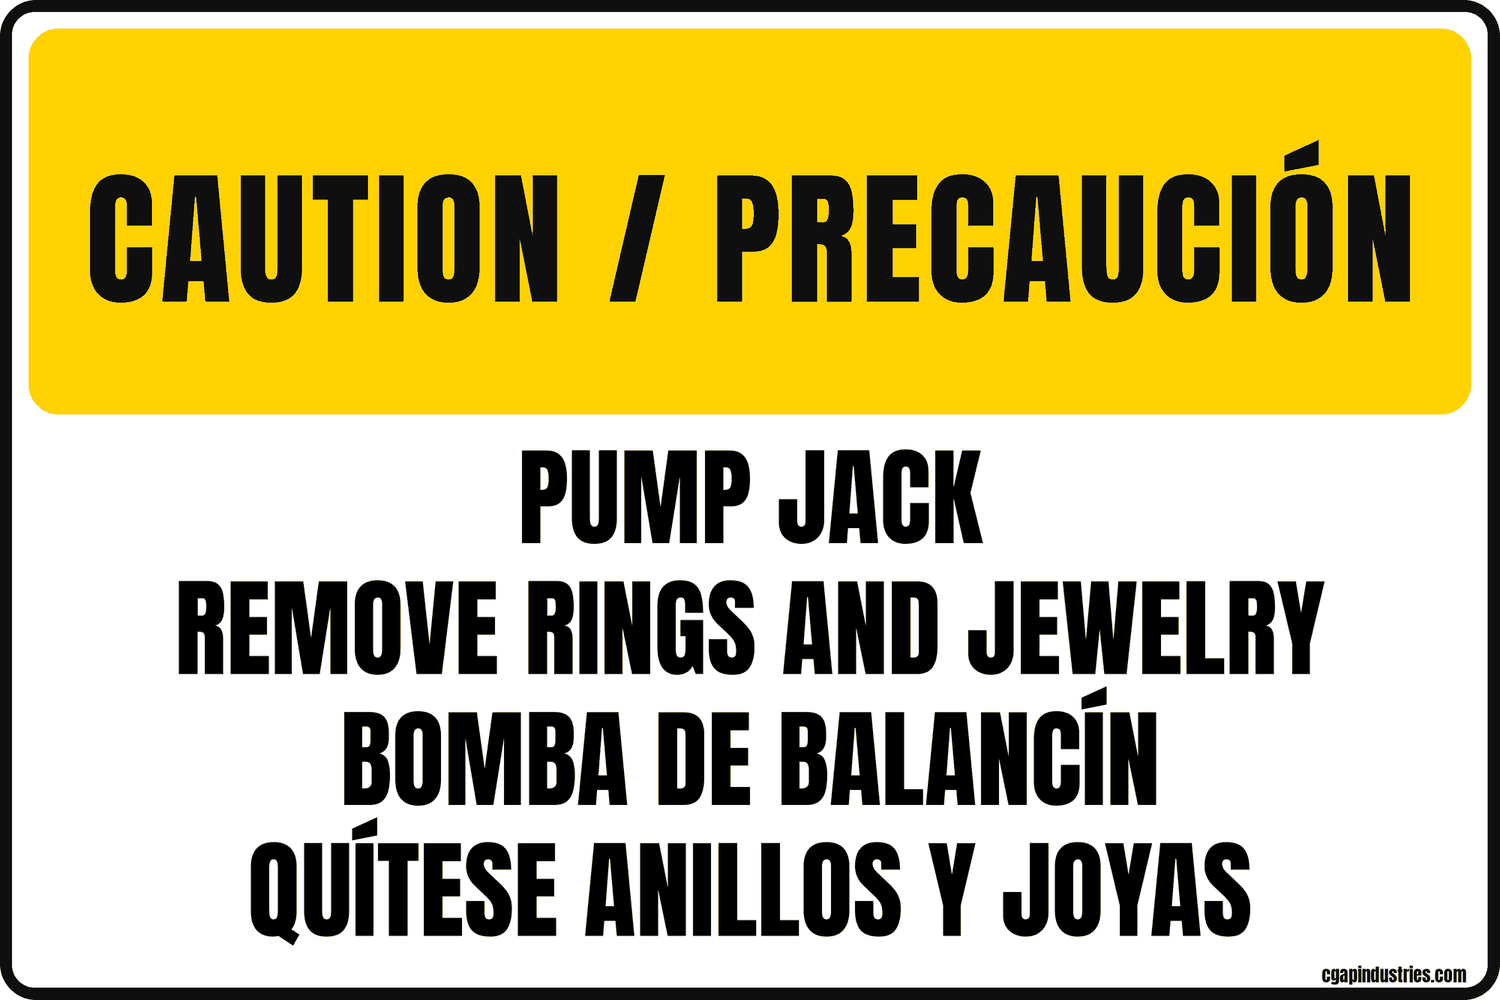 CAUTION / PRECAUCIÓN
PUMP JACK
REMOVE RINGS AND JEWELRY
BOMBA DE BALANCÍN
QUÍTESE ANILLOS Y JOYAS
cgapindustries.com